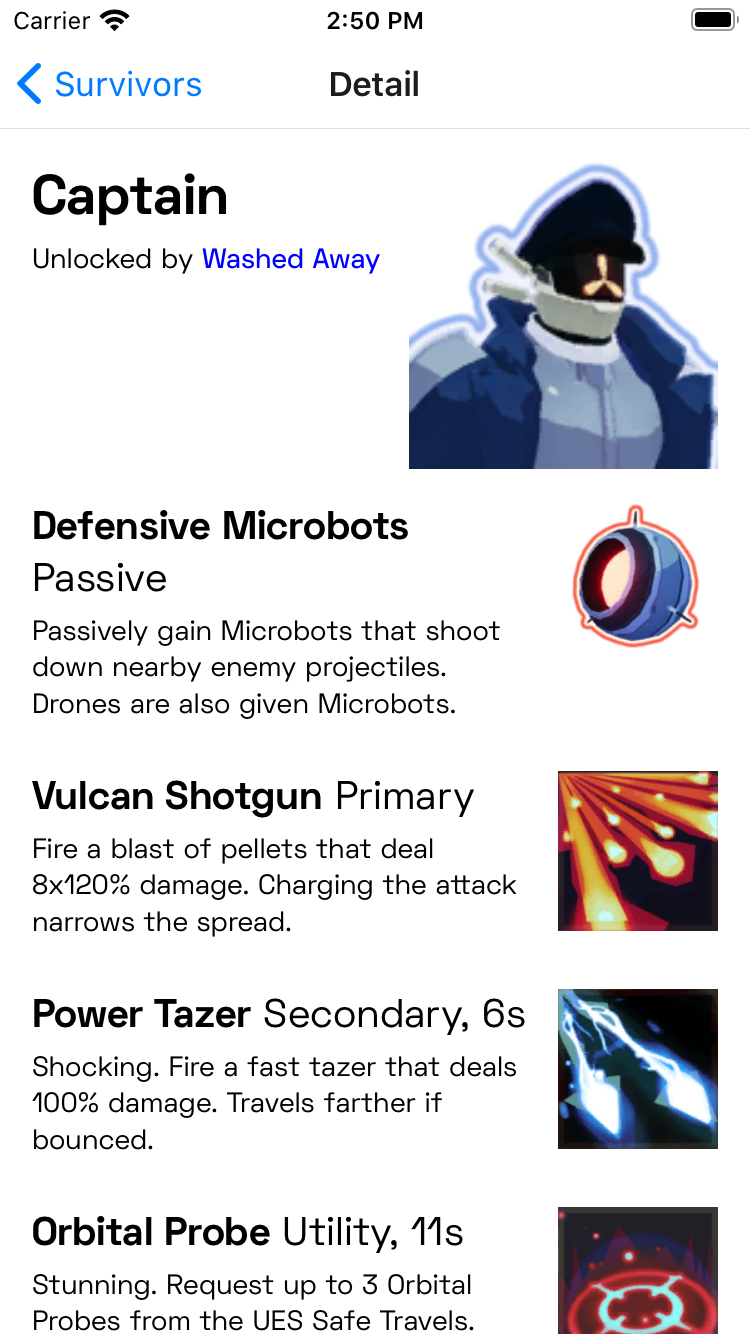 Carrier 2:50 PM
Survivors Detail
Captain
Unlocked by Washed Away
Defensive Microbots
Passive
Passively gain Microbots that shoot
down nearby enemy projectiles.
Drones are also given Microbots.
Vulcan Shotgun Primary
Fire a blast of pellets that deal
8x120% damage. Charging the attack
narrows the spread.
Power Tazer Secondary, 6s
Shocking. Fire a fast tazer that deals
100% damage. Travels farther if
bounced.
Orbital Probe Utility, 11s
Stunning. Request up to 3 Orbital
Probes from the UES Safe Travels.